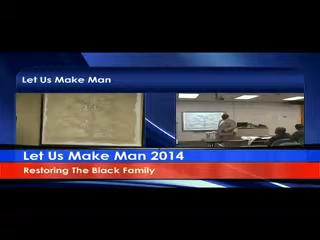 Let Us Make Man
Let Us Make Man 2014
Restoring The Black Family